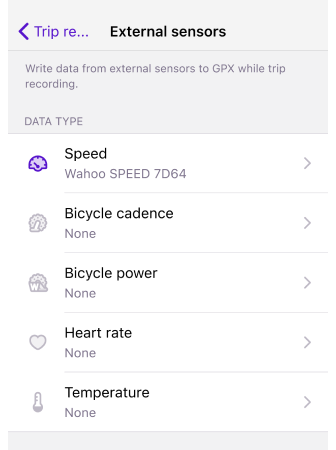 Trip re... External sensors
Write data from external sensors to GPX while trip
recording.
DATA TYPE
Speed
Wahoo SPEED 7D64
Bicycle cadence
None
Bicycle power
None
Heart rate
None
Temperature
None